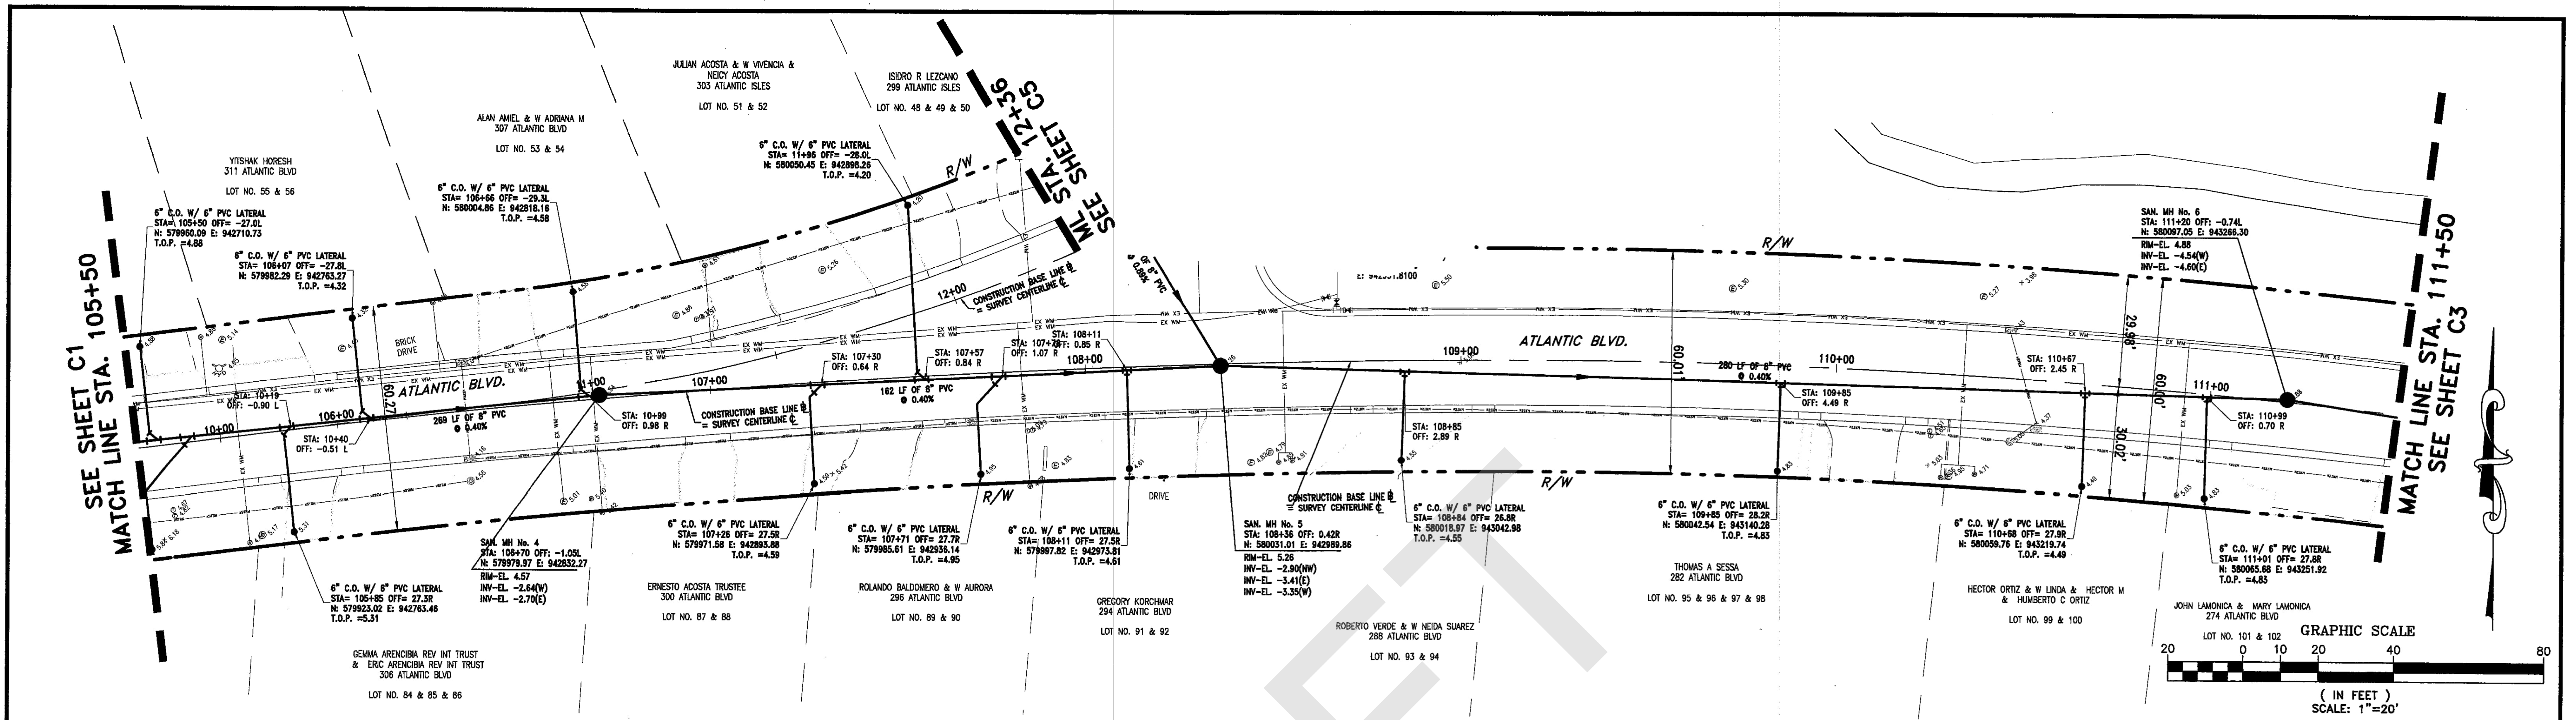 SEE SHEET C1
MATCH LINE STA. 105+50
YITSHAK HORESH
311 ATLANTIC BLVD
LOT NO. 55 & 56
6" C.O. W/ 6" PVC LATERAL
STA= 105+50 OFF= -27.0L
N: 579960.09 E: 942710.73
T.O.P. =4.88
6" C.O. W/ 6" PVC LATERAL
STA= 106+07 OFF= -27.8L
N: 579982.29 E: 942763.27
T.O.P. =4.32
ALAN AMIEL & W ADRIANA M
307 ATLANTIC BLVD
LOT NO. 53 & 54
6" C.O. W/ 6" PVC LATERAL
STA= 106+66 OFF= -29.3L
N: 580004.86 E: 942818.16
T.O.P. =4.58
JULIAN ACOSTA & W VIVENCIA &
NEICY ACOSTA
303 ATLANTIC ISLES
LOT NO. 51 & 52
ISIDRO R LEZCANO
299 ATLANTIC ISLES
LOT NO. 48 & 49 & 50
6" C.O. W/ 6" PVC LATERAL
STA= 11+96 OFF= -28.0L
N: 580050.45 E: 942898.26
T.O.P. =4.20
R/W
ML STA. 12+36
SEE SHEET C5
12+00
CONSTRUCTION BASE LINE
= SURVEY CENTERLINE
BRICK
DRIVE
ATLANTIC BLVD.
60.27'
STA: 10+19
OFF: -0.90 L
10+00
106+00
STA: 10+40
OFF: -0.51 L
269 LF OF 8" PVC
@ 0.40%
11+00
STA: 10+99
OFF: 0.98 R
107+00
CONSTRUCTION BASE LINE
= SURVEY CENTERLINE
STA: 107+30
OFF: 0.64 R
STA: 107+57
OFF: 0.84 R
162 LF OF 8" PVC
@ 0.40%
OFF: 1.07 R
STA: 108+11
OFF: 0.85 R
108+00
OF 8" PVC
@ 0.89%
109+00
ATLANTIC BLVD.
R/W
60.01'
STA: 108+85
OFF: 2.89 R
280 LF OF 8" PVC
@ 0.40%
110+00
STA: 109+85
OFF: 4.49 R
STA: 110+67
OFF: 2.45 R
29.98'
60.00'
30.02'
111+00
STA: 110+99
OFF: 0.70 R
SAN. MH No. 6
STA: 111+20 OFF: -0.74L
N: 580097.05 E: 943266.30
RIM-EL. 4.88
INV-EL. -4.54(W)
INV-EL. -4.60(E)
MATCH LINE STA. 111+50
SEE SHEET C3
6" C.O. W/ 6" PVC LATERAL
STA= 105+85 OFF= 27.3R
N: 579923.02 E: 942763.46
T.O.P. =5.31
GEMMA ARENCIBIA REV INT TRUST
& ERIC ARENCIBIA REV INT TRUST
306 ATLANTIC BLVD
LOT NO. 84 & 85 & 86
SAN. MH No. 4
STA: 106+70 OFF: -1.05L
N: 579979.97 E: 942832.27
RIM-EL. 4.57
INV-EL. -2.64(W)
INV-EL. -2.70(E)
6" C.O. W/ 6" PVC LATERAL
STA= 107+26 OFF= 27.5R
N: 579971.58 E: 942893.88
T.O.P. =4.59
ERNESTO ACOSTA TRUSTEE
300 ATLANTIC BLVD
LOT NO. 87 & 88
R/W
6" C.O. W/ 6" PVC LATERAL
STA= 107+71 OFF= 27.7R
N: 579985.61 E: 942936.14
T.O.P. =4.95
ROLANDO BALDOMERO & W AURORA
296 ATLANTIC BLVD
LOT NO. 89 & 90
6" C.O. W/ 6" PVC LATERAL
STA= 108+11 OFF= 27.5R
N: 579997.82 E: 942973.81
T.O.P. =4.61
GREGORY KORCHMAR
294 ATLANTIC BLVD
LOT NO. 91 & 92
DRIVE
SAN. MH No. 5
STA: 108+36 OFF: 0.42R
N: 580031.01 E: 942989.86
RIM-EL. 5.26
INV-EL. -2.90(NW)
INV-EL. -3.41(E)
INV-EL. -3.35(W)
CONSTRUCTION BASE LINE
= SURVEY CENTERLINE
6" C.O. W/ 6" PVC LATERAL
STA= 108+84 OFF= 26.8R
N: 580018.97 E: 943042.98
T.O.P. =4.55
ROBERTO VERDE & W NEIDA SUAREZ
288 ATLANTIC BLVD
LOT NO. 93 & 94
R/W
6" C.O. W/ 6" PVC LATERAL
STA= 109+85 OFF= 28.2R
N: 580042.54 E: 943140.28
T.O.P. =4.83
THOMAS A SESSA
282 ATLANTIC BLVD
LOT NO. 95 & 96 & 97 & 98
6" C.O. W/ 6" PVC LATERAL
STA= 110+68 OFF= 27.9R
N: 580059.76 E: 943219.74
T.O.P. =4.49
HECTOR ORTIZ & W LINDA & HECTOR M
& HUMBERTO C ORTIZ
LOT NO. 99 & 100
6" C.O. W/ 6" PVC LATERAL
STA= 111+01 OFF= 27.8R
N: 580065.68 E: 943251.92
T.O.P. =4.83
JOHN LAMONICA & MARY LAMONICA
274 ATLANTIC BLVD
LOT NO. 101 & 102
GRAPHIC SCALE
20 0 10 20 40 80
( IN FEET )
SCALE: 1"=20'